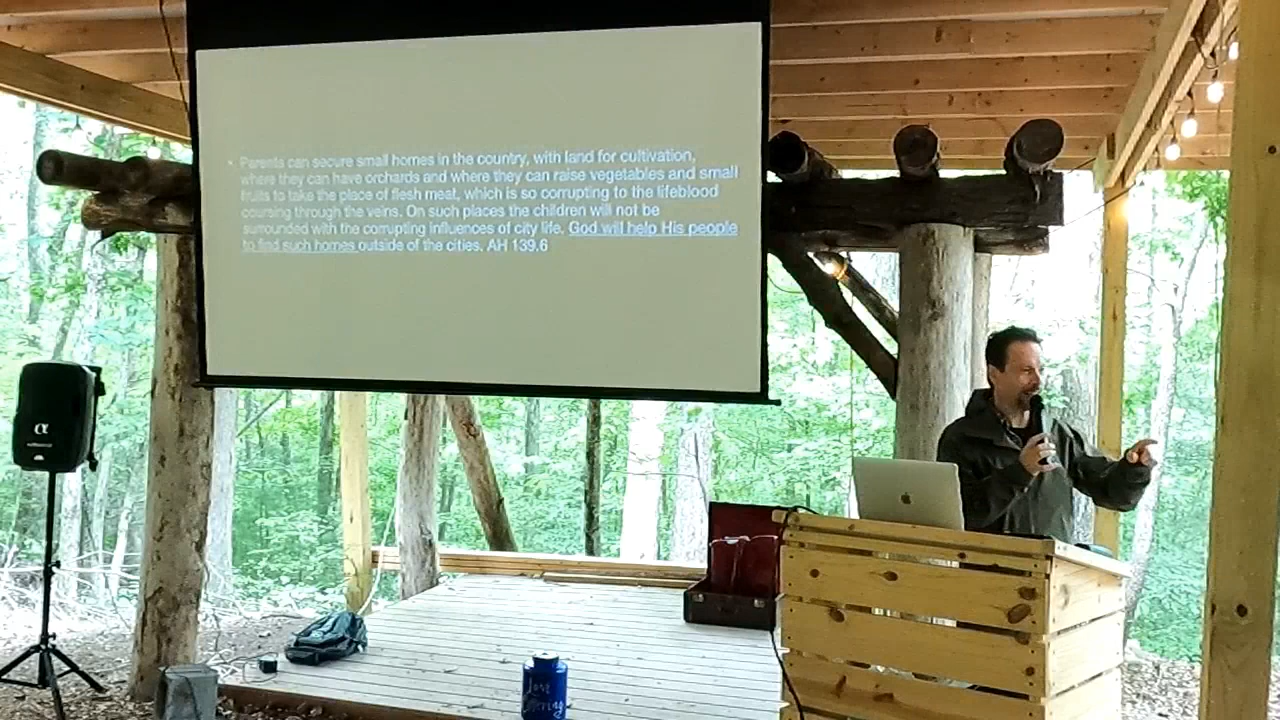 • Parents can secure small homes in the country, with land for cultivation,
where they can have orchards and where they can raise vegetables and small
fruits to take the place of flesh meat, which is so corrupting to the lifeblood
coursing through the veins. On such places the children will not be
surrounded with the corrupting influences of city life. God will help His people
to find such homes outside of the cities. AH 139.6
α
Love
Offering